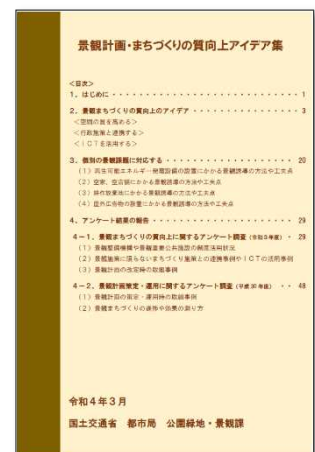 景観計画・まちづくりの質向上アイデア集
＜目次＞
1．はじめに・・・・・・・・・・・・・・・・・・・・・・・・・・・・1
2．景観まちづくりの質向上のアイデア・・・・・・・・・・・・・・・・3
＜空間の質を高める＞
＜行政施策と連携する＞
＜ＩＣＴを活用する＞
3．個別の景観課題に対応する・・・・・・・・・・・・・・・・・・・20
（1）再生可能エネルギー発電設備の設置にかかる景観誘導の方法や工夫点
（2）空家、空店舗にかかる景観誘導の方法や工夫点
（3）耕作放棄地にかかる景観誘導の方法や工夫点
（4）屋外広告物の掲出にかかる景観誘導の方法や工夫点
4．アンケート結果の報告・・・・・・・・・・・・・・・・・・・・・29
4－1．景観まちづくりの質向上に関するアンケート調査（令和3年度）・29
（1）景観整備機構や景観重要公共施設の制度活用状況
（2）景観施策に限らないまちづくり施策との連携事例やＩＣＴの活用事例
（3）景観計画の改定時の取組事例
4－2．景観計画策定・運用に関するアンケート調査（平成30年度）・・48
（1）景観計画の策定・運用時の取組事例
（2）景観まちづくりの進捗や効果の測り方
令和4年3月
国土交通省　都市局　公園緑地・景観課